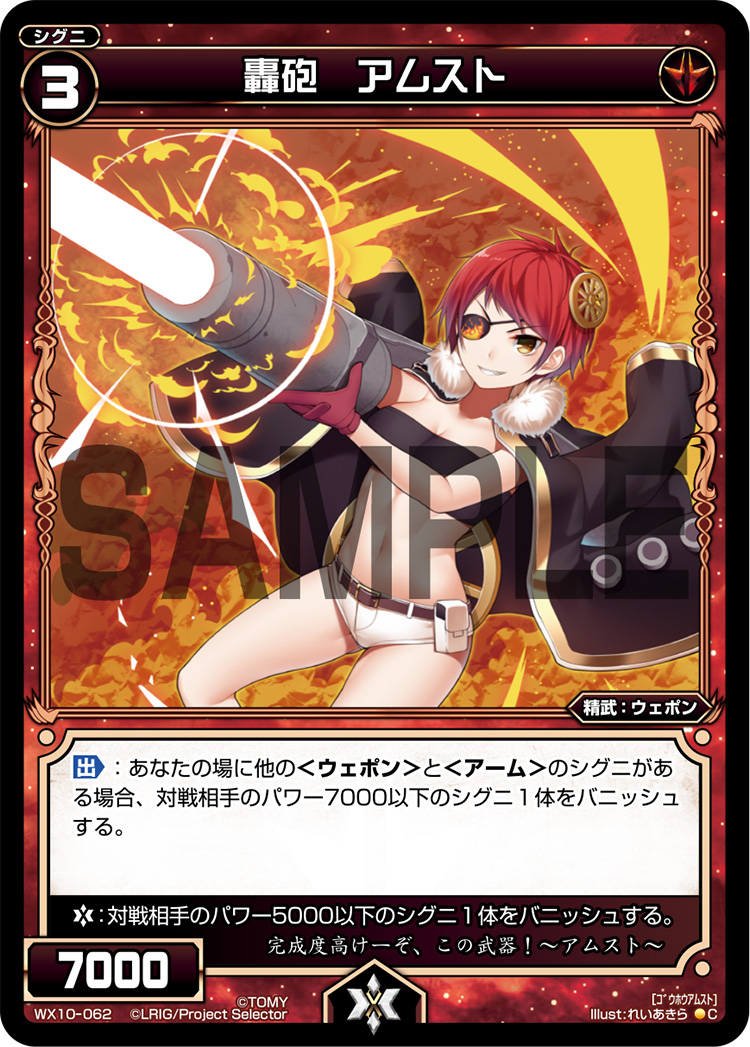 シグニ
3
轟砲 アムスト
SAMPLE
精武：ウェポン
出：あなたの場に他の＜ウェポン＞と＜アーム＞のシグニがあ
る場合、対戦相手のパワー7000以下のシグニ１体をバニッシュ
する。
：対戦相手のパワー5000以下のシグニ１体をバニッシュする。
完成度高けーぞ、この武器！～アムスト～
7000
WX10-062 ©LRIG/Project Selector
©TOMY
[ｺﾞｳﾎｳアムスト]
Illust:れいあきら C